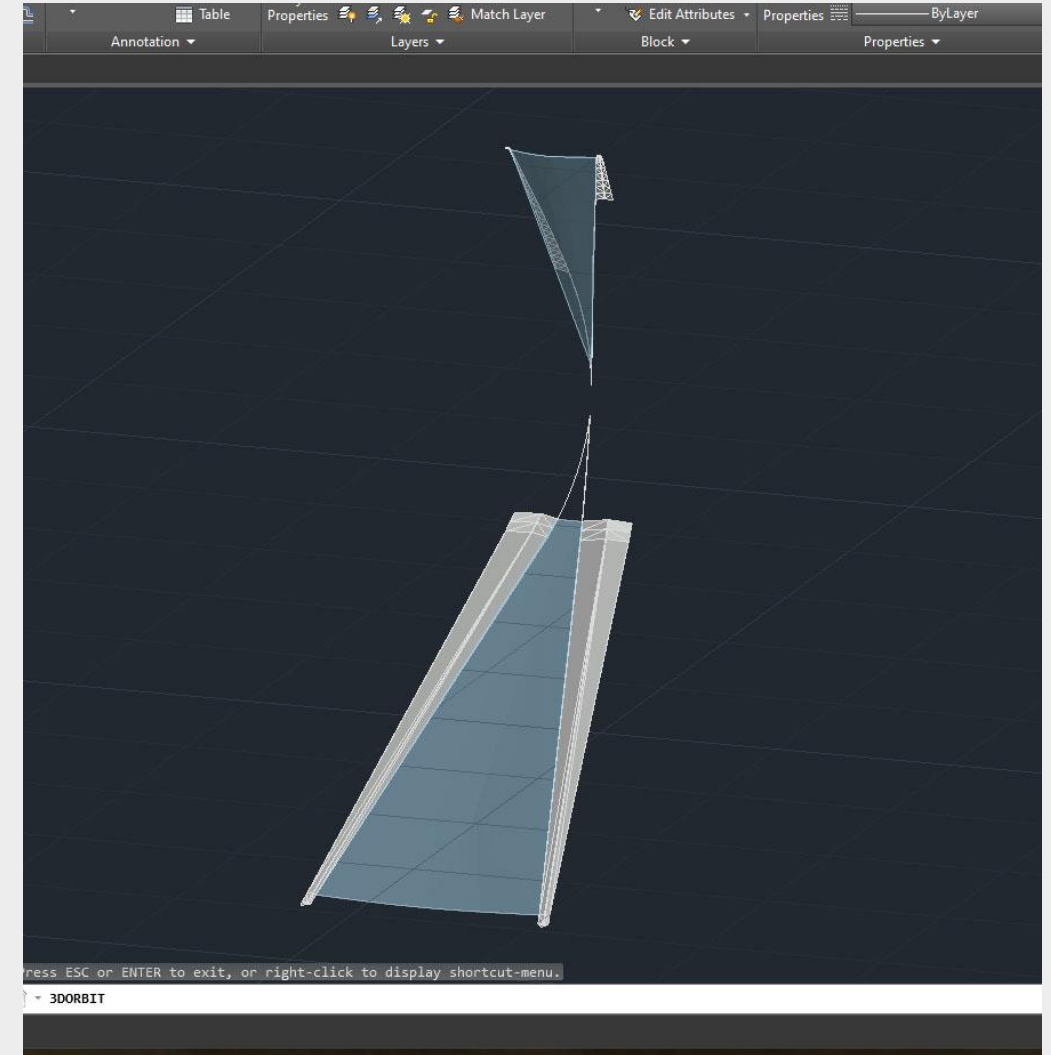 Table Properties Match Layer Edit Attributes Properties ByLayer
Annotation Layers Block Properties
Press ESC or ENTER to exit, or right-click to display shortcut-menu.
3DORBIT